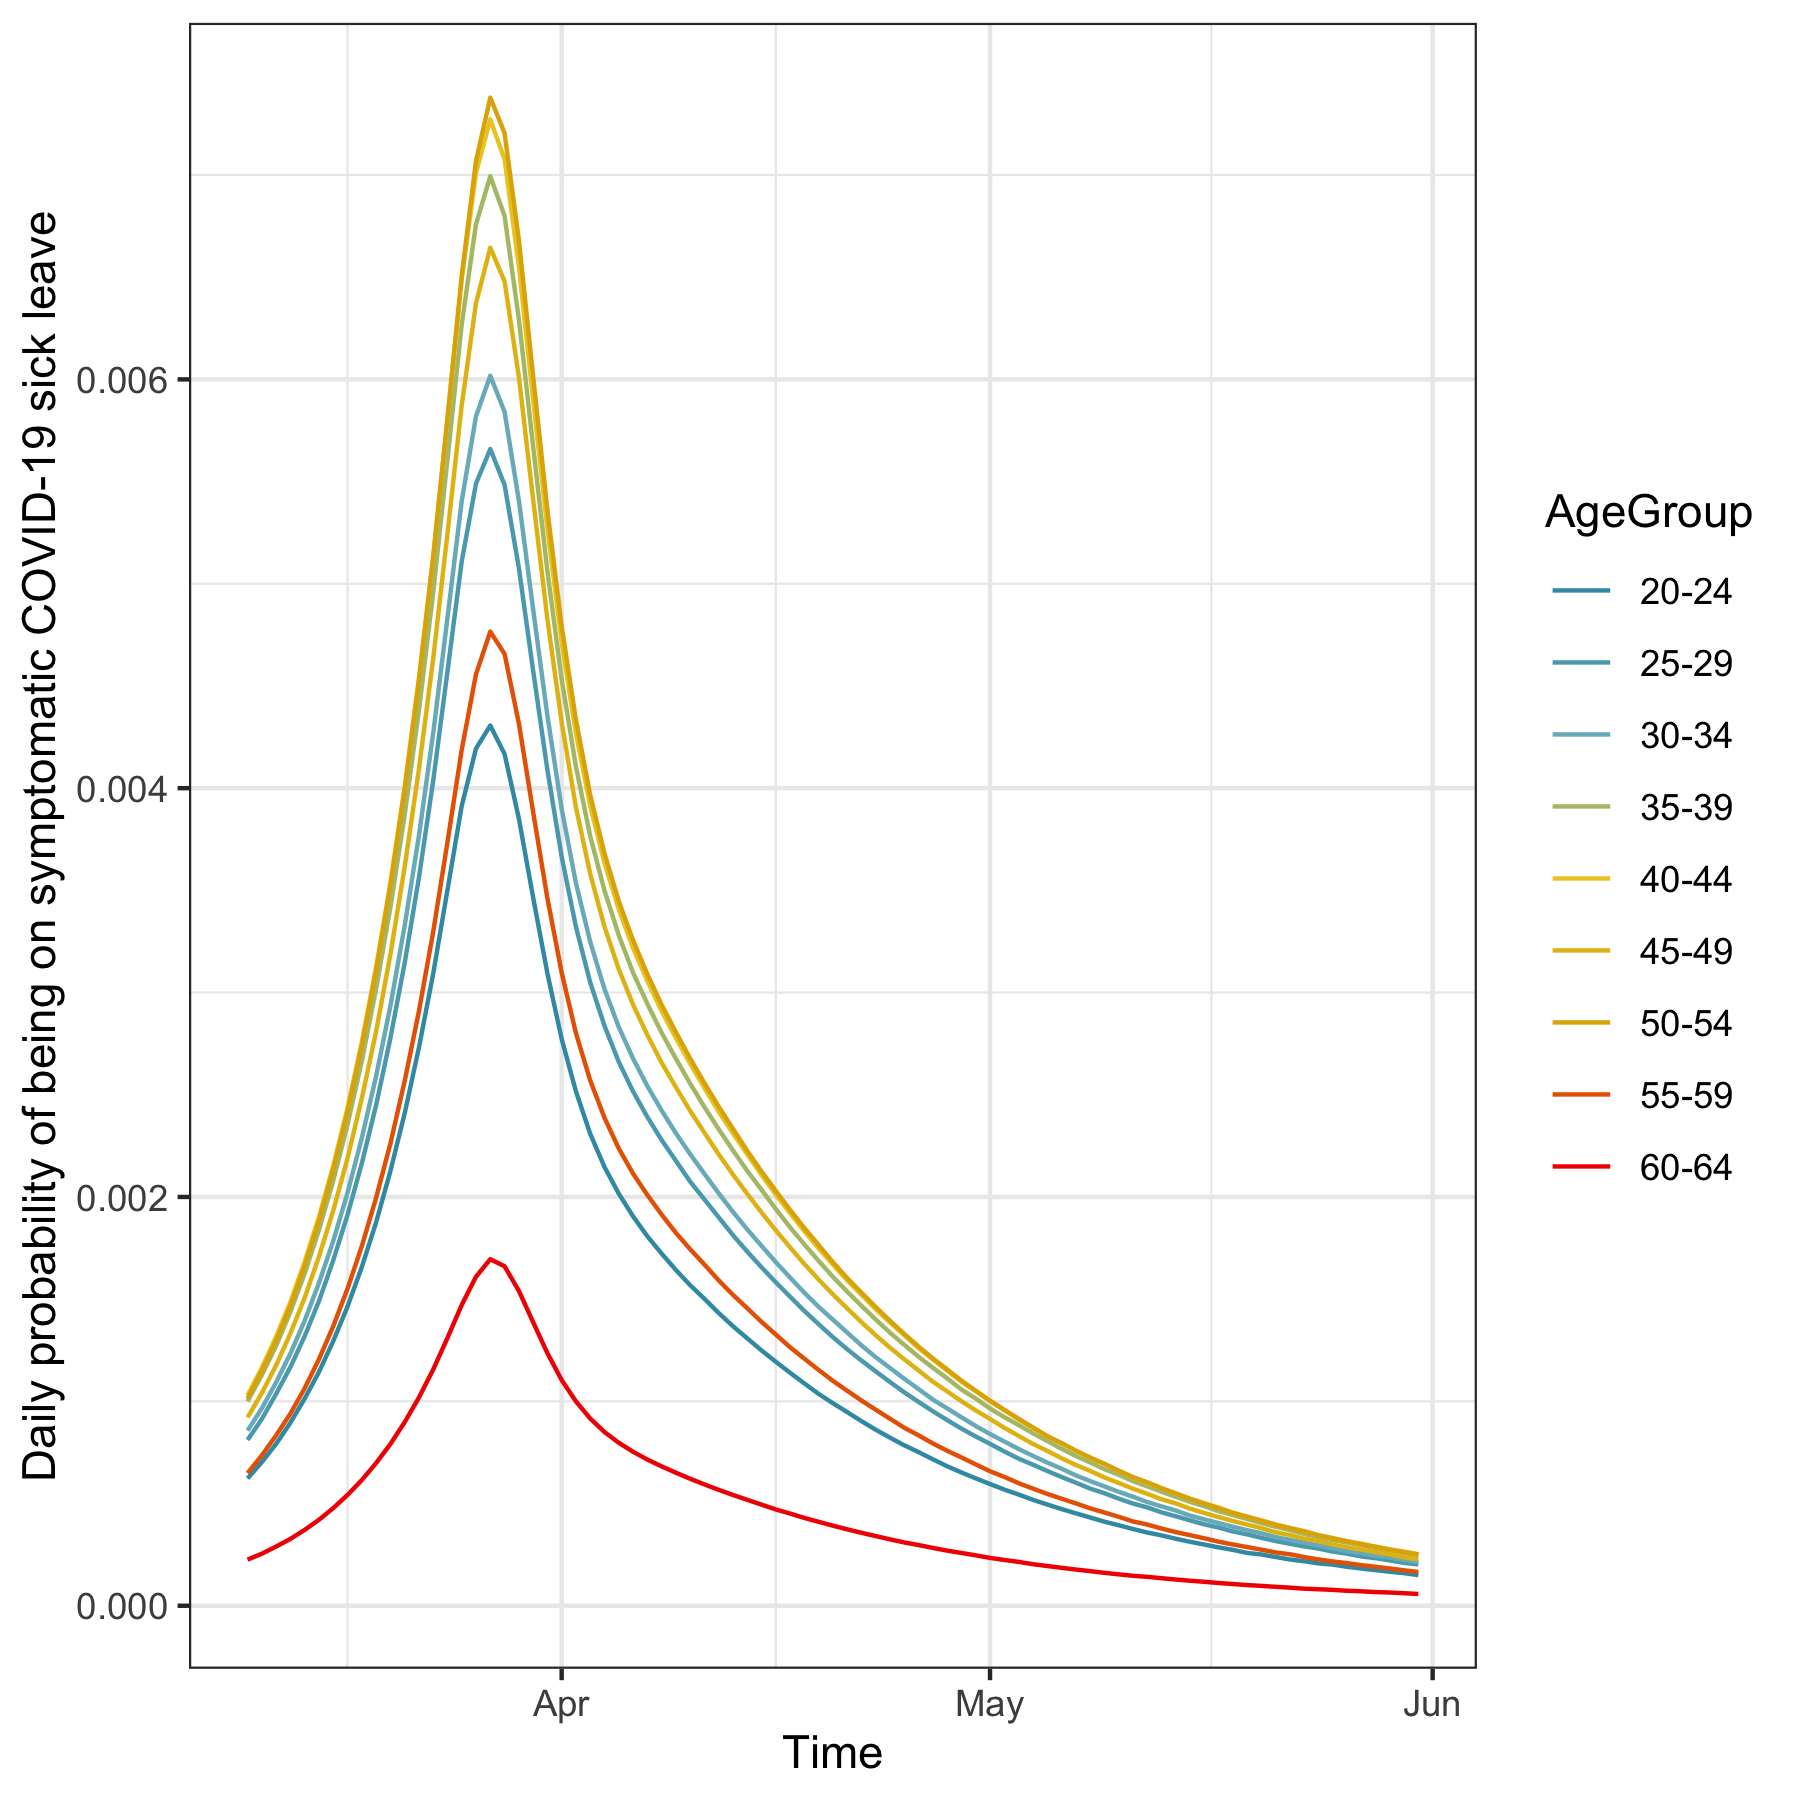 Daily probability of being on symptomatic COVID-19 sick leave
0.006
0.004
0.002
0.000
Apr
May
Jun
Time
AgeGroup
20-24
25-29
30-34
35-39
40-44
45-49
50-54
55-59
60-64